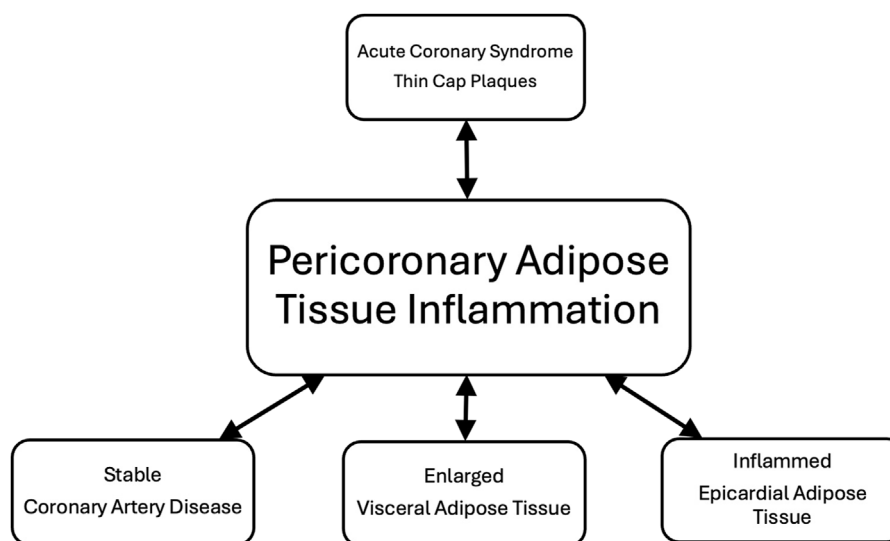 Acute Coronary Syndrome
Thin Cap Plaques
Pericoronary Adipose
Tissue Inflammation
Stable
Coronary Artery Disease
Enlarged
Visceral Adipose Tissue
Inflammed
Epicardial Adipose
Tissue